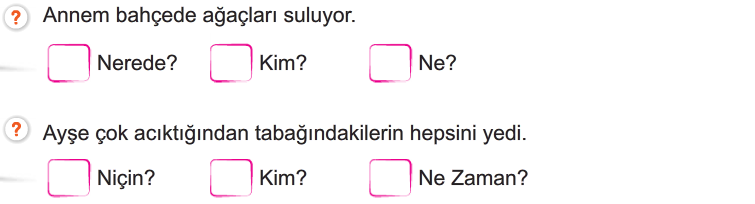 ? Annem bahçede ağaçları suluyor.
Nerede? Kim? Ne?
? Ayşe çok acıktığından tabağındakilerin hepsini yedi.
Niçin? Kim? Ne Zaman?